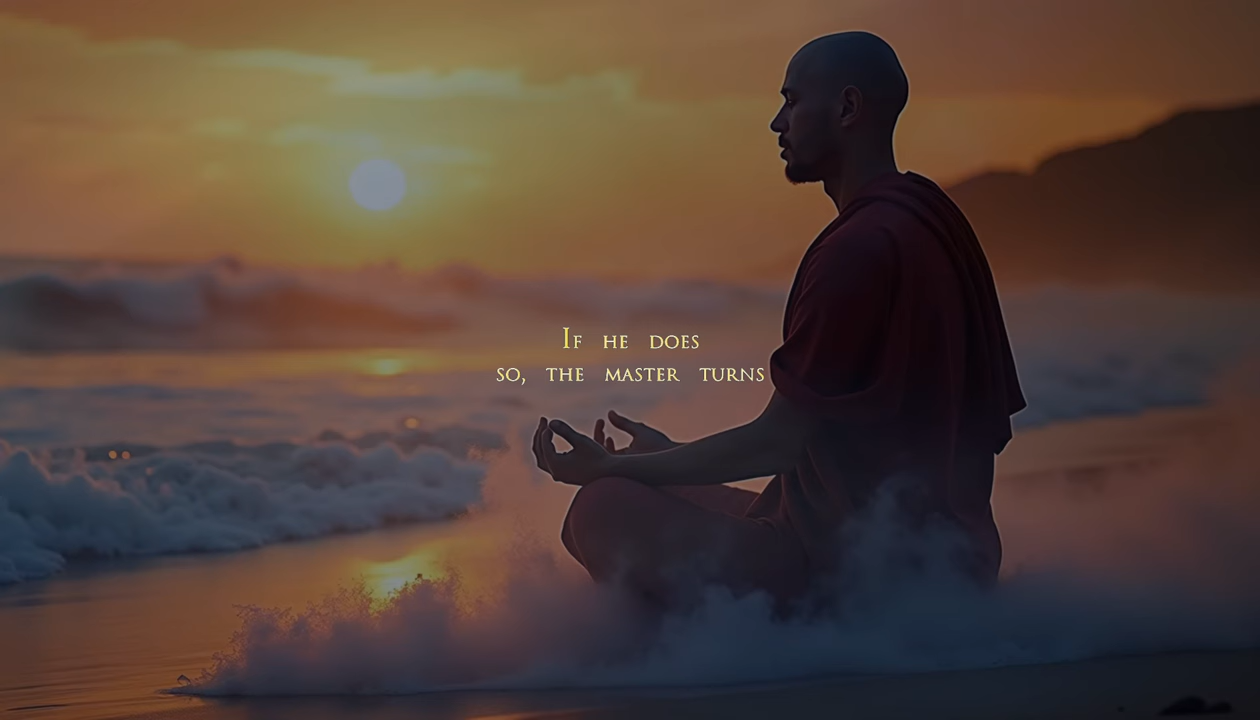 If he does
so, the master turns